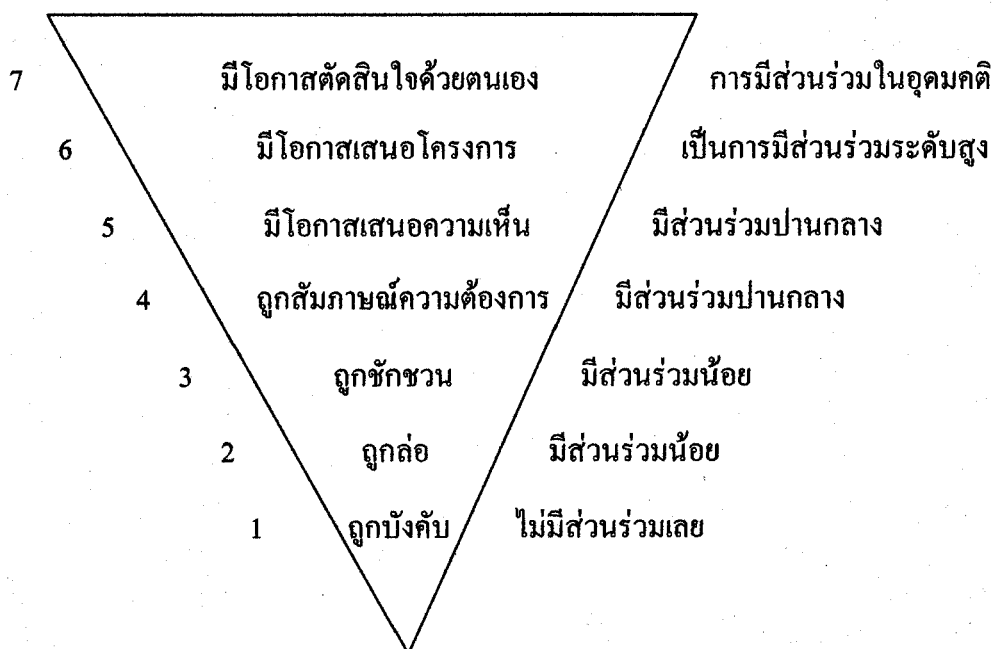 7 มีโอกาสตัดสินใจด้วยตนเอง การมีส่วนร่วมในอุดมคติ
6 มีโอกาสเสนอโครงการ เป็นการมีส่วนร่วมระดับสูง
5 มีโอกาสเสนอความเห็น มีส่วนร่วมปานกลาง
4 ถูกสัมภาษณ์ความต้องการ มีส่วนร่วมปานกลาง
3 ถูกชักชวน มีส่วนร่วมน้อย
2 ถูกล่อ มีส่วนร่วมน้อย
1 ถูกบังคับ ไม่มีส่วนร่วมเลย